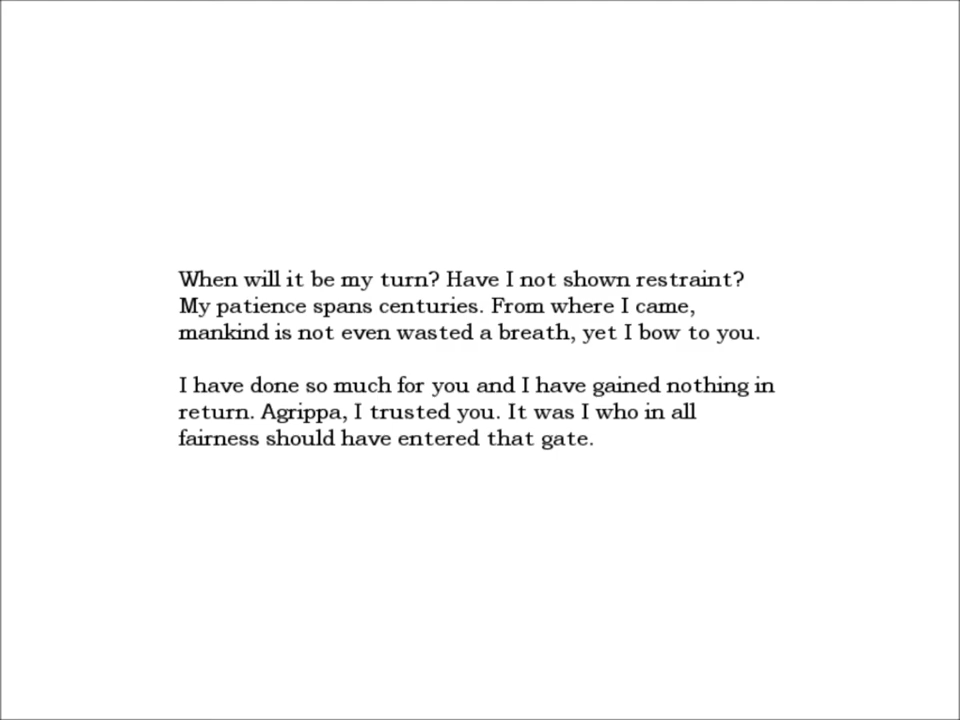 When will it be my turn? Have I not shown restraint?
My patience spans centuries. From where I came,
mankind is not even wasted a breath, yet I bow to you.
I have done so much for you and I have gained nothing in
return. Agrippa, I trusted you. It was I who in all
fairness should have entered that gate.